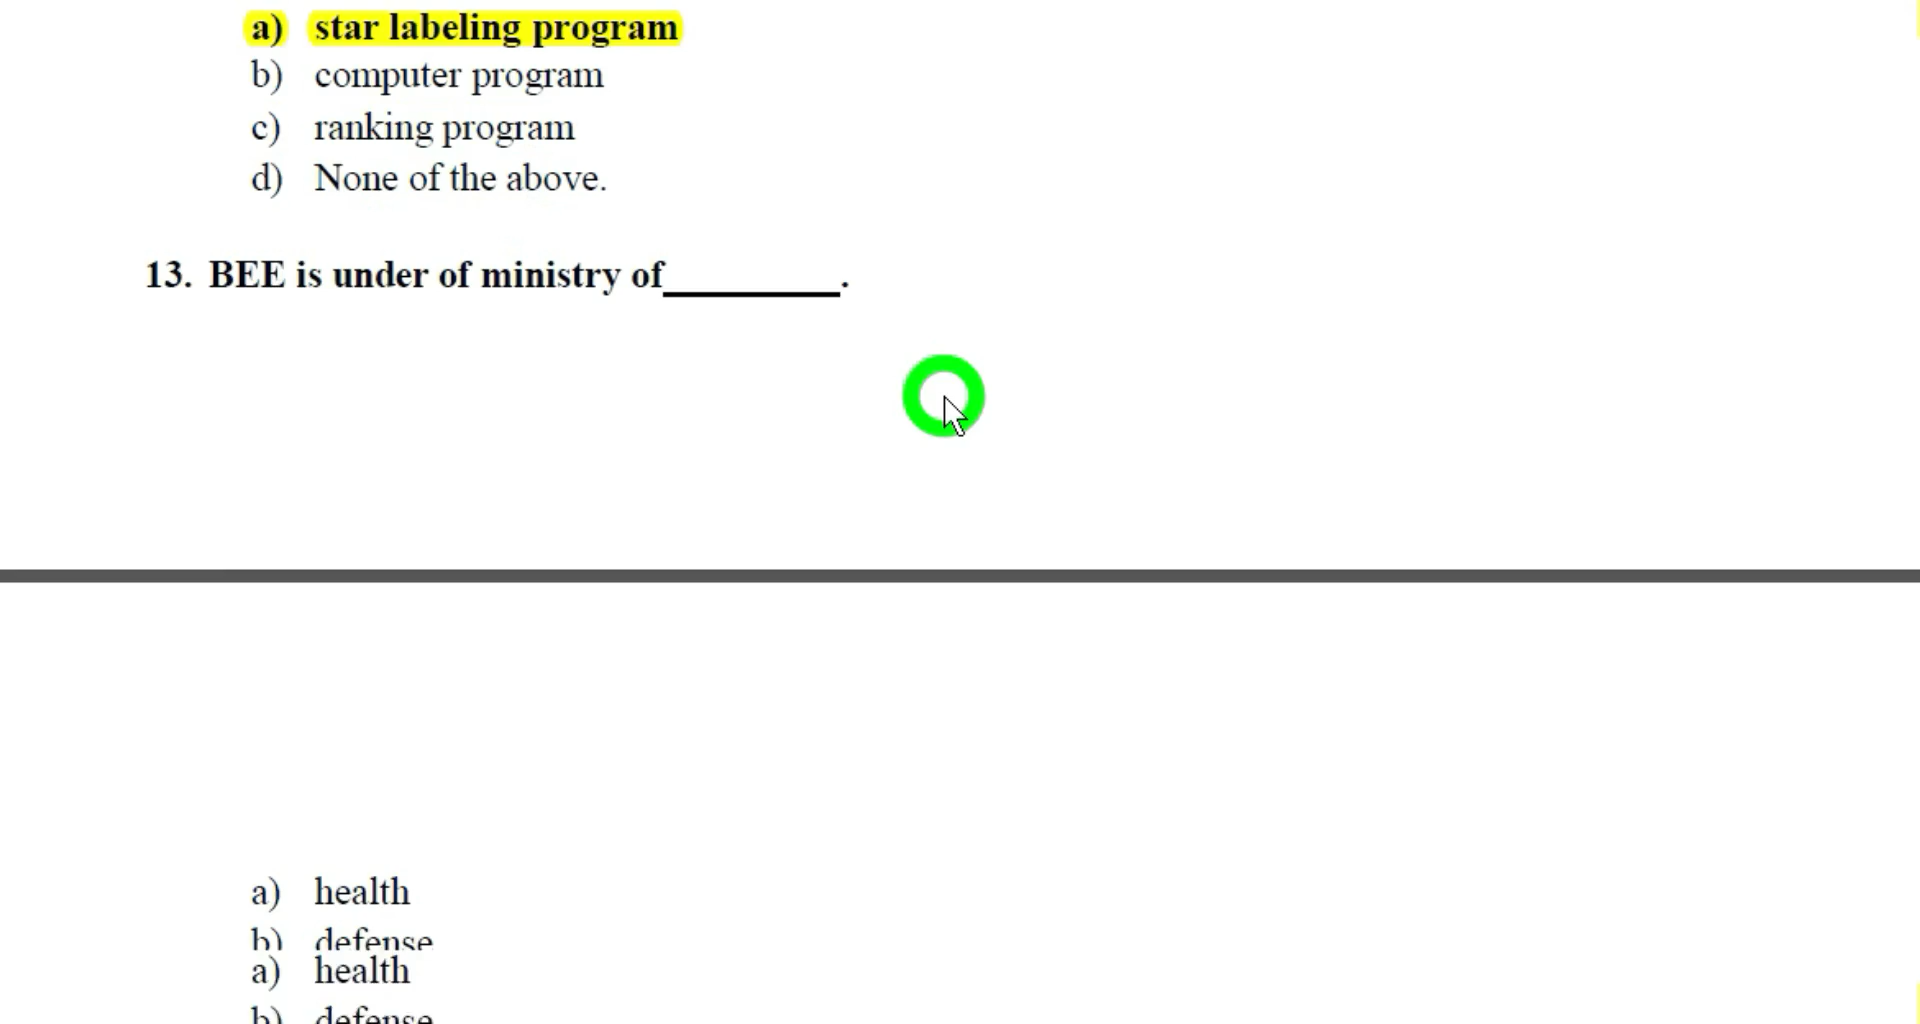 a) star labeling program
b) computer program
c) ranking program
d) None of the above.
13. BEE is under of ministry of_________.
a) health
b) defense
a) health
b) defense